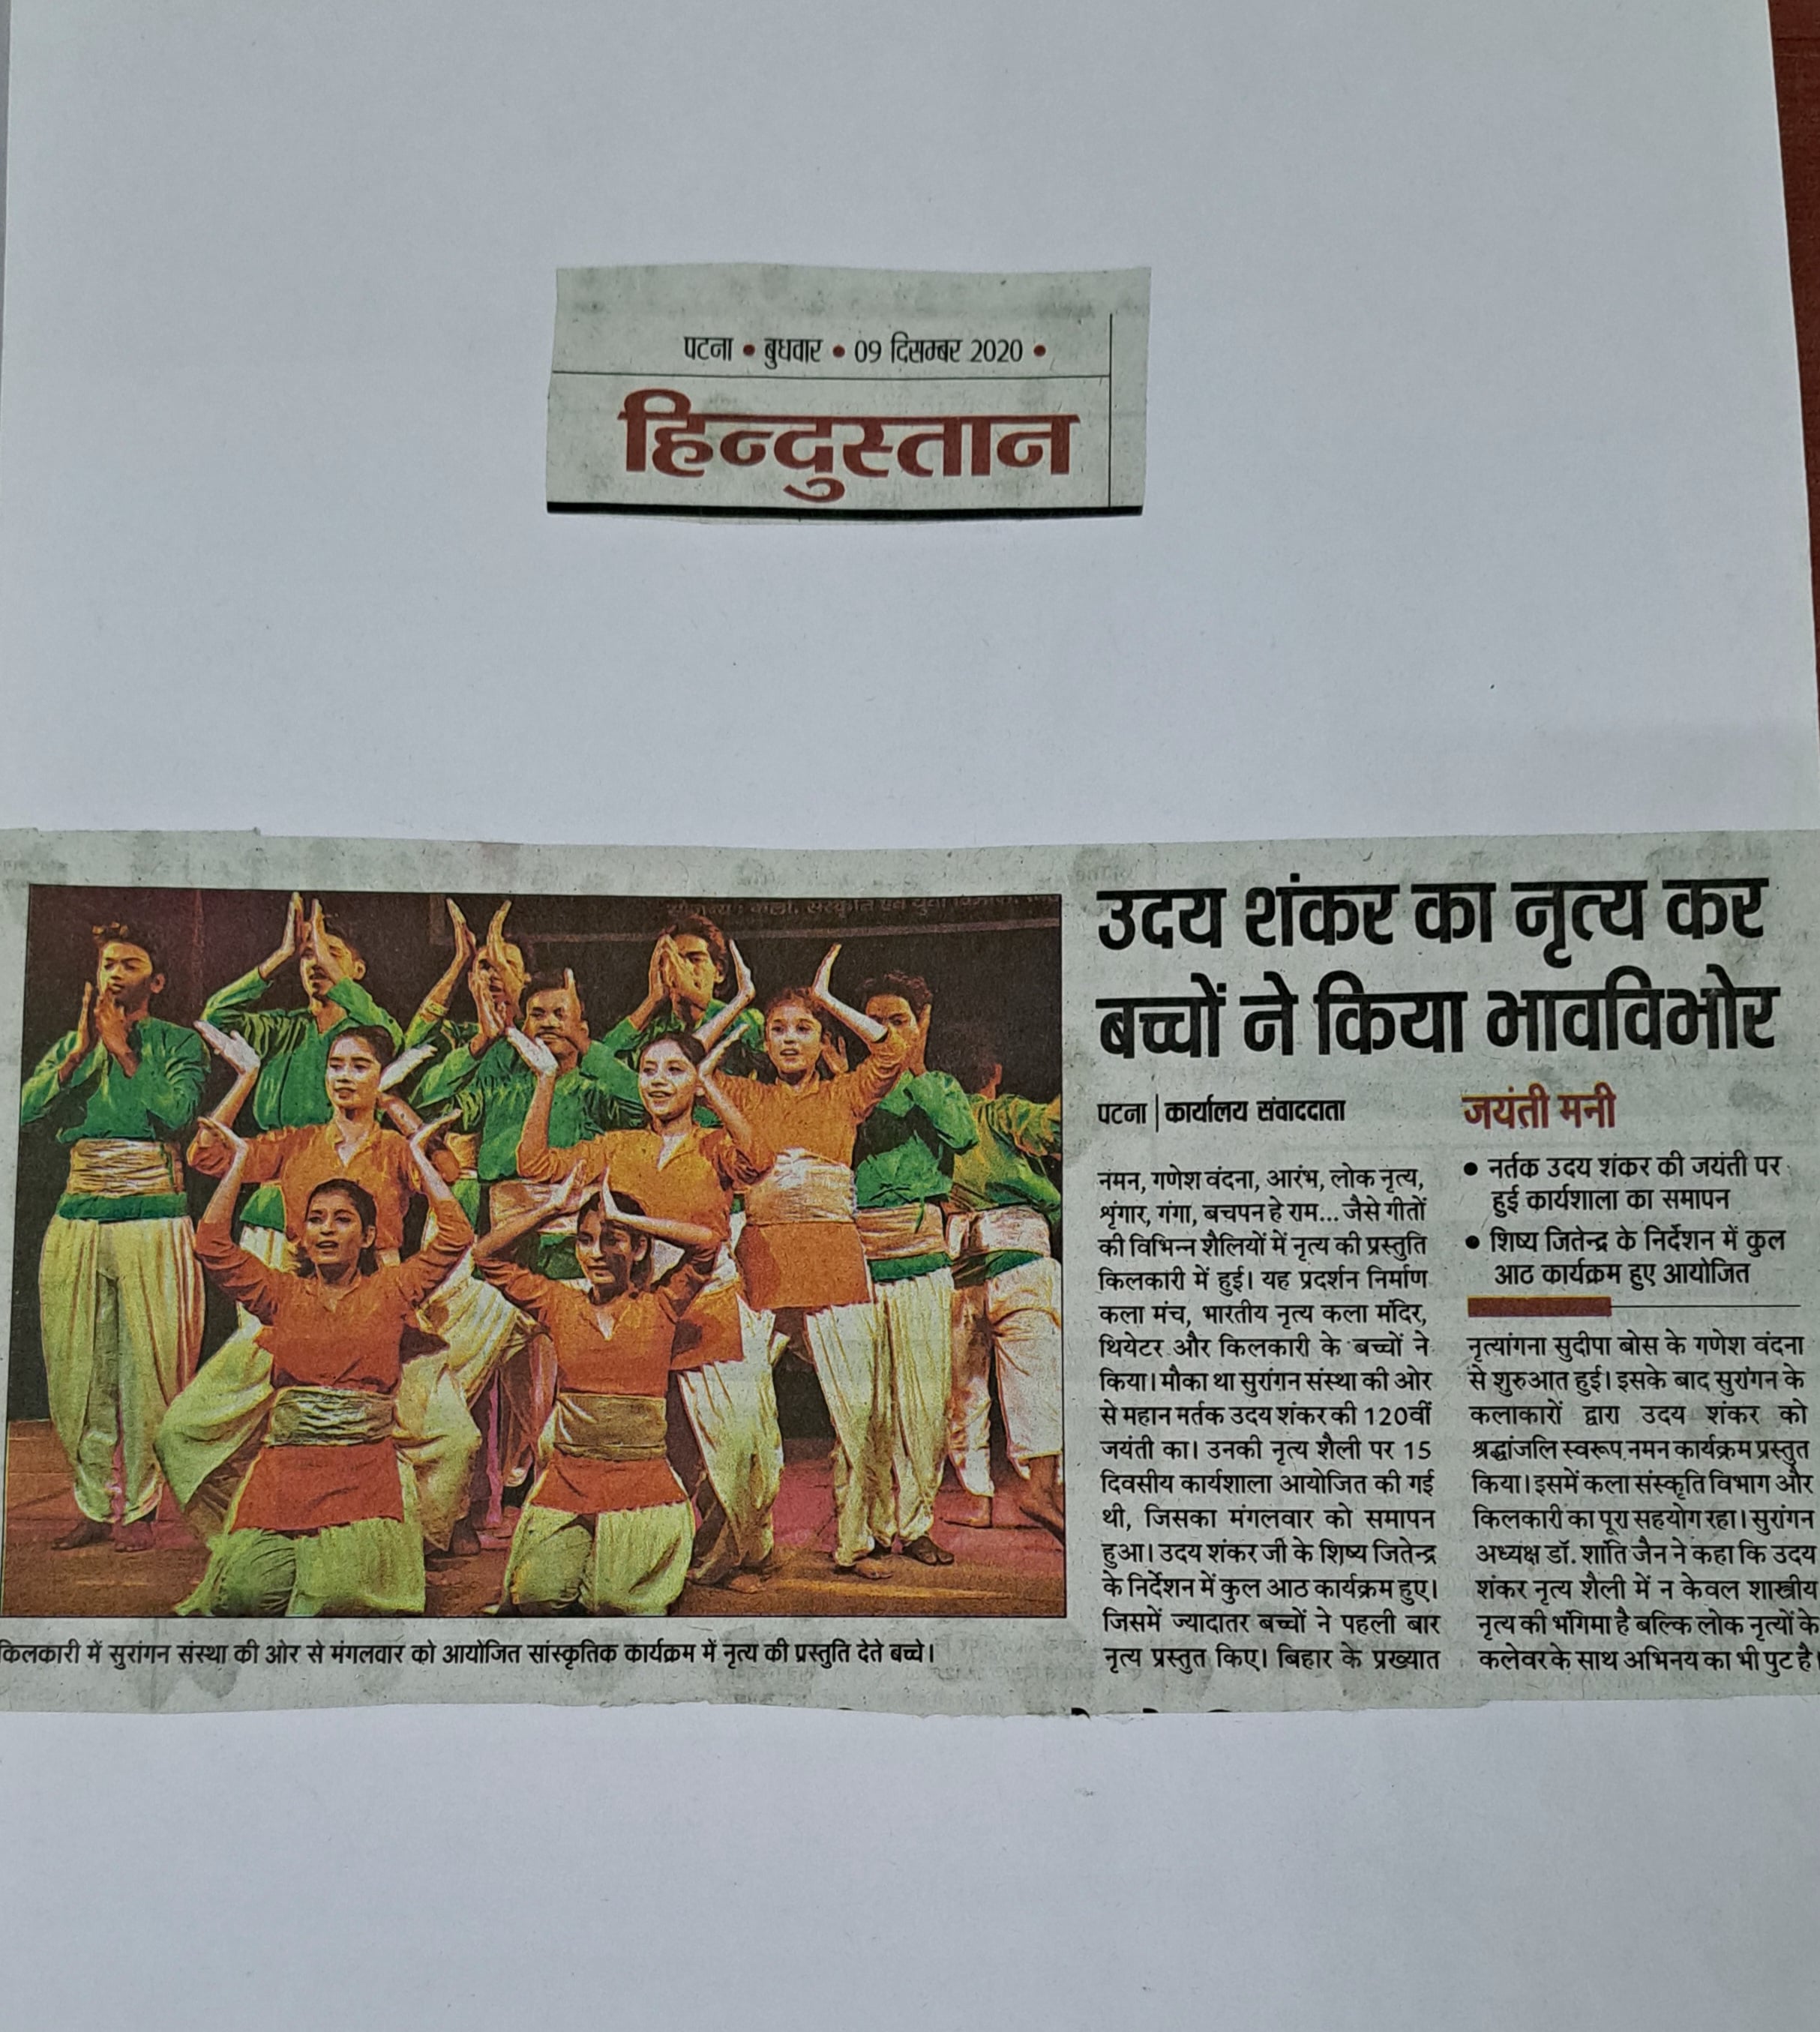 पटना • बुधवार • 09 दिसम्बर 2020 •
हिन्दुस्तान
उदय शंकर का नृत्य कर
बच्चों ने किया भावविभोर
पटना | कार्यालय संवाददाता
नमन, गणेश वंदना, आरंभ, लोक नृत्य,
शृंगार, गंगा, बचपन हे राम... जैसे गीतों
की विभिन्न शैलियों में नृत्य की प्रस्तुति
किलकारी में हुई। यह प्रदर्शन निर्माण
कला मंच, भारतीय नृत्य कला मंदिर,
थियेटर और किलकारी के बच्चों ने
किया। मौका था सुरांगन संस्था की ओर
से महान मर्तक उदय शंकर की 120वीं
जयंती का। उनकी नृत्य शैली पर 15
दिवसीय कार्यशाला आयोजित की गई
थी, जिसका मंगलवार को समापन
हुआ। उदय शंकर जी के शिष्य जितेन्द्र
के निर्देशन में कुल आठ कार्यक्रम हुए।
जिसमें ज्यादातर बच्चों ने पहली बार
नृत्य प्रस्तुत किए। बिहार के प्रख्यात
जयंती मनी
• नर्तक उदय शंकर की जयंती पर
हुई कार्यशाला का समापन
• शिष्य जितेन्द्र के निर्देशन में कुल
आठ कार्यक्रम हुए आयोजित
नृत्यांगना सुदीपा बोस के गणेश वंदना
से शुरुआत हुई। इसके बाद सुरांगन के
कलाकारों द्वारा उदय शंकर को
श्रद्धांजलि स्वरूप नमन कार्यक्रम प्रस्तुत
किया। इसमें कला संस्कृति विभाग और
किलकारी का पूरा सहयोग रहा। सुरांगन
अध्यक्ष डॉ. शांति जैन ने कहा कि उदय
शंकर नृत्य शैली में न केवल शास्त्रीय
नृत्य की भंगिमा है बल्कि लोक नृत्यों के
कलेवर के साथ अभिनय का भी पुट है।
किलकारी में सुरांगन संस्था की ओर से मंगलवार को आयोजित सांस्कृतिक कार्यक्रम में नृत्य की प्रस्तुति देते बच्चे।